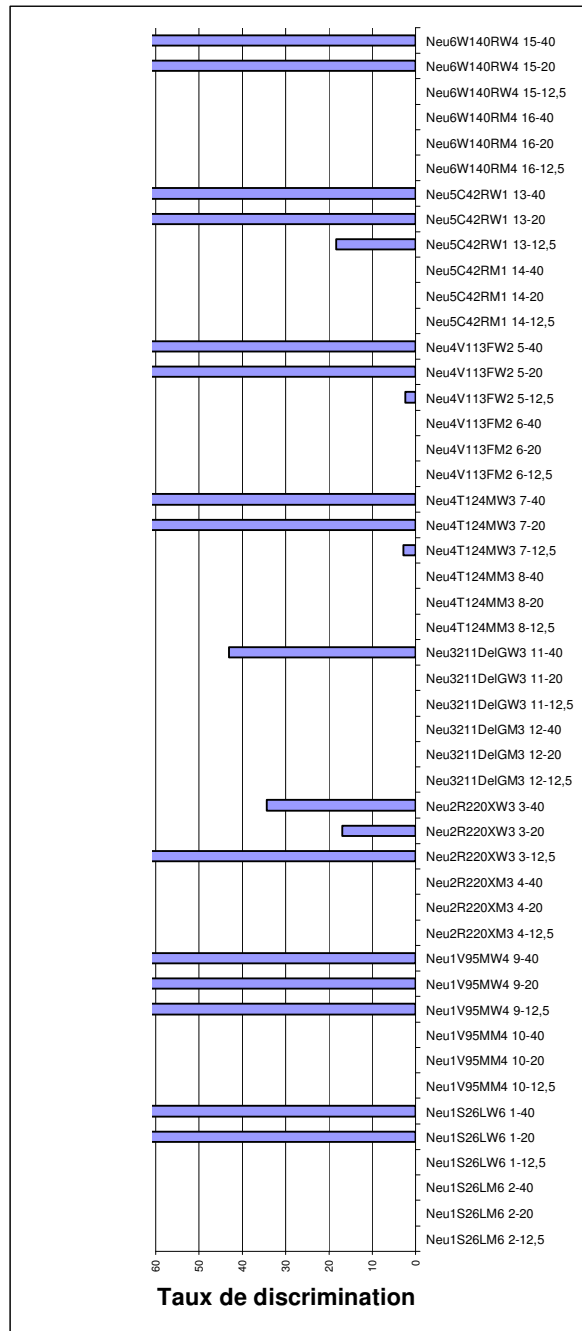 Neu6W140RW4 15-40
Neu6W140RW4 15-20
Neu6W140RW4 15-12,5
Neu6W140RM4 16-40
Neu6W140RM4 16-20
Neu6W140RM4 16-12,5
Neu5C42RW1 13-40
Neu5C42RW1 13-20
Neu5C42RW1 13-12,5
Neu5C42RM1 14-40
Neu5C42RM1 14-20
Neu5C42RM1 14-12,5
Neu4V113FW2 5-40
Neu4V113FW2 5-20
Neu4V113FW2 5-12,5
Neu4V113FM2 6-40
Neu4V113FM2 6-20
Neu4V113FM2 6-12,5
Neu4T124MW3 7-40
Neu4T124MW3 7-20
Neu4T124MW3 7-12,5
Neu4T124MM3 8-40
Neu4T124MM3 8-20
Neu4T124MM3 8-12,5
Neu3211DelGW3 11-40
Neu3211DelGW3 11-20
Neu3211DelGW3 11-12,5
Neu3211DelGM3 12-40
Neu3211DelGM3 12-20
Neu3211DelGM3 12-12,5
Neu2R220XW3 3-40
Neu2R220XW3 3-20
Neu2R220XW3 3-12,5
Neu2R220XM3 4-40
Neu2R220XM3 4-20
Neu2R220XM3 4-12,5
Neu1V95MW4 9-40
Neu1V95MW4 9-20
Neu1V95MW4 9-12,5
Neu1V95MM4 10-40
Neu1V95MM4 10-20
Neu1V95MM4 10-12,5
Neu1S26LW6 1-40
Neu1S26LW6 1-20
Neu1S26LW6 1-12,5
Neu1S26LM6 2-40
Neu1S26LM6 2-20
Neu1S26LM6 2-12,5
60 50 40 30 20 10 0
Taux de discrimination